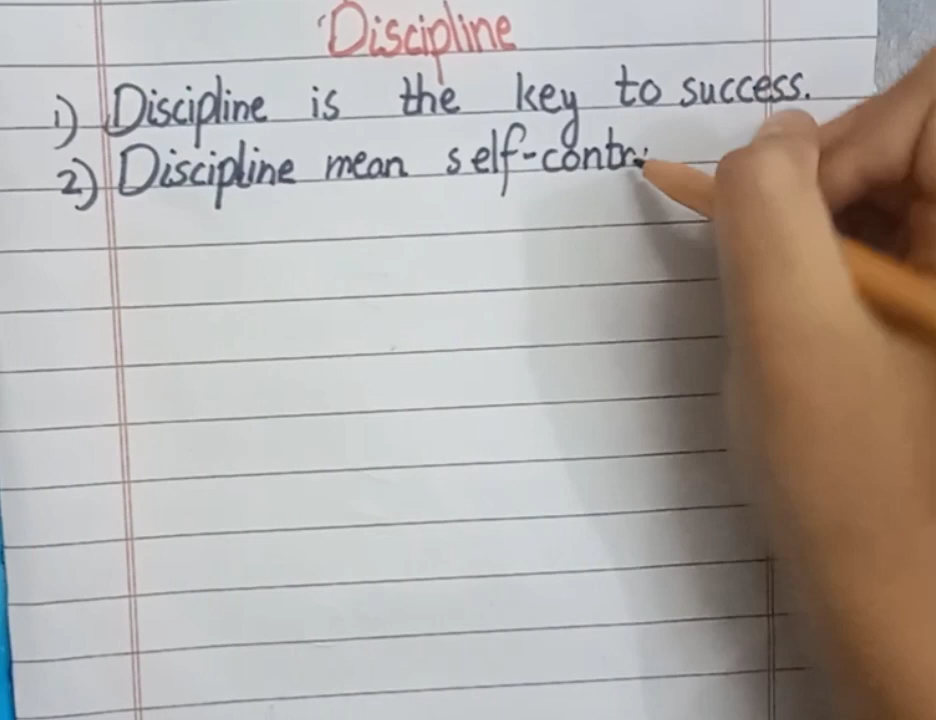 Discipline
1) Discipline is the key to success.
2) Discipline mean self-contr